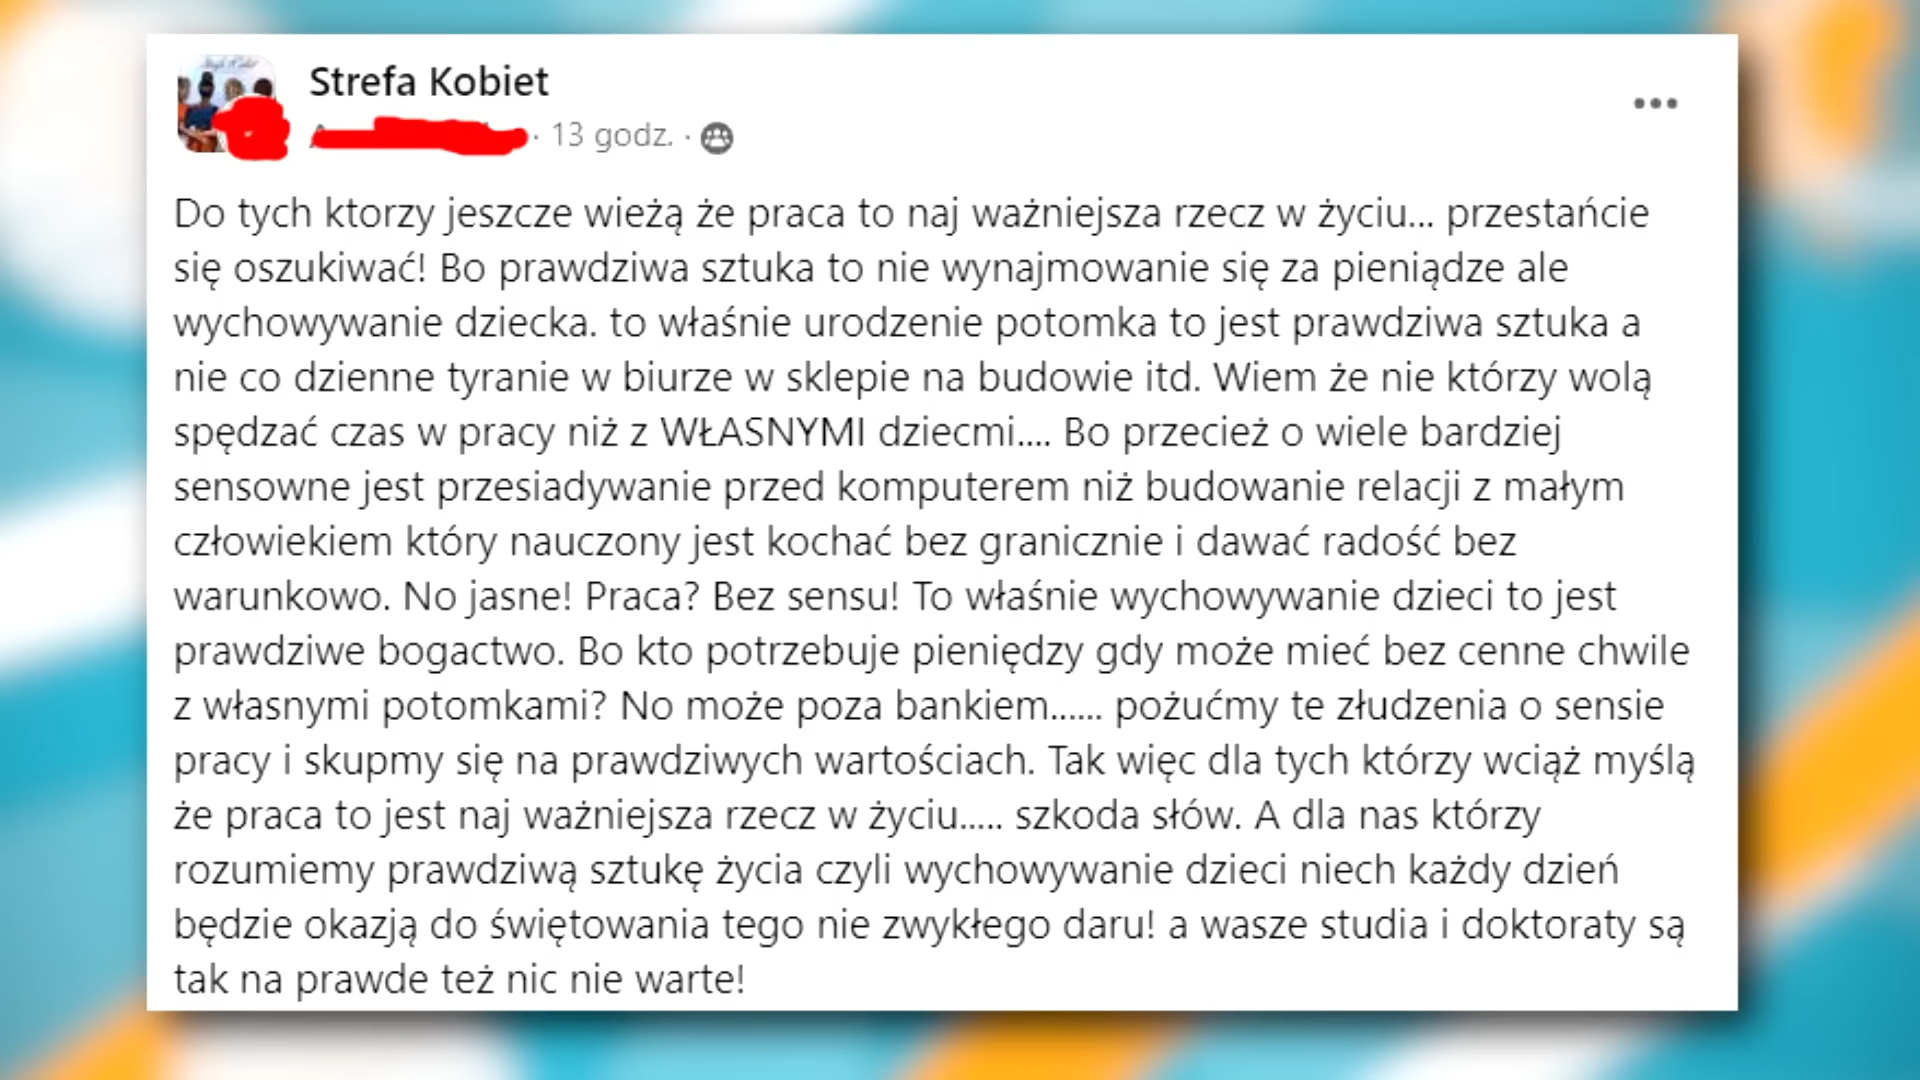 Strefa Kobiet
· 13 godz. ·
Do tych ktorzy jeszcze wieżą że praca to naj ważniejsza rzecz w życiu... przestańcie
się oszukiwać! Bo prawdziwa sztuka to nie wynajmowanie się za pieniądze ale
wychowywanie dziecka. to właśnie urodzenie potomka to jest prawdziwa sztuka a
nie co dzienne tyranie w biurze w sklepie na budowie itd. Wiem że nie którzy wolą
spędzać czas w pracy niż z WŁASNYMI dziecmi.... Bo przecież o wiele bardziej
sensowne jest przesiadywanie przed komputerem niż budowanie relacji z małym
człowiekiem który nauczony jest kochać bez granicznie i dawać radość bez
warunkowo. No jasne! Praca? Bez sensu! To właśnie wychowywanie dzieci to jest
prawdziwe bogactwo. Bo kto potrzebuje pieniędzy gdy może mieć bez cenne chwile
z własnymi potomkami? No może poza bankiem...... pożućmy te złudzenia o sensie
pracy i skupmy się na prawdziwych wartościach. Tak więc dla tych którzy wciąż myślą
że praca to jest naj ważniejsza rzecz w życiu..... szkoda słów. A dla nas którzy
rozumiemy prawdziwą sztukę życia czyli wychowywanie dzieci niech każdy dzień
będzie okazją do świętowania tego nie zwykłego daru! a wasze studia i doktoraty są
tak na prawde też nic nie warte!